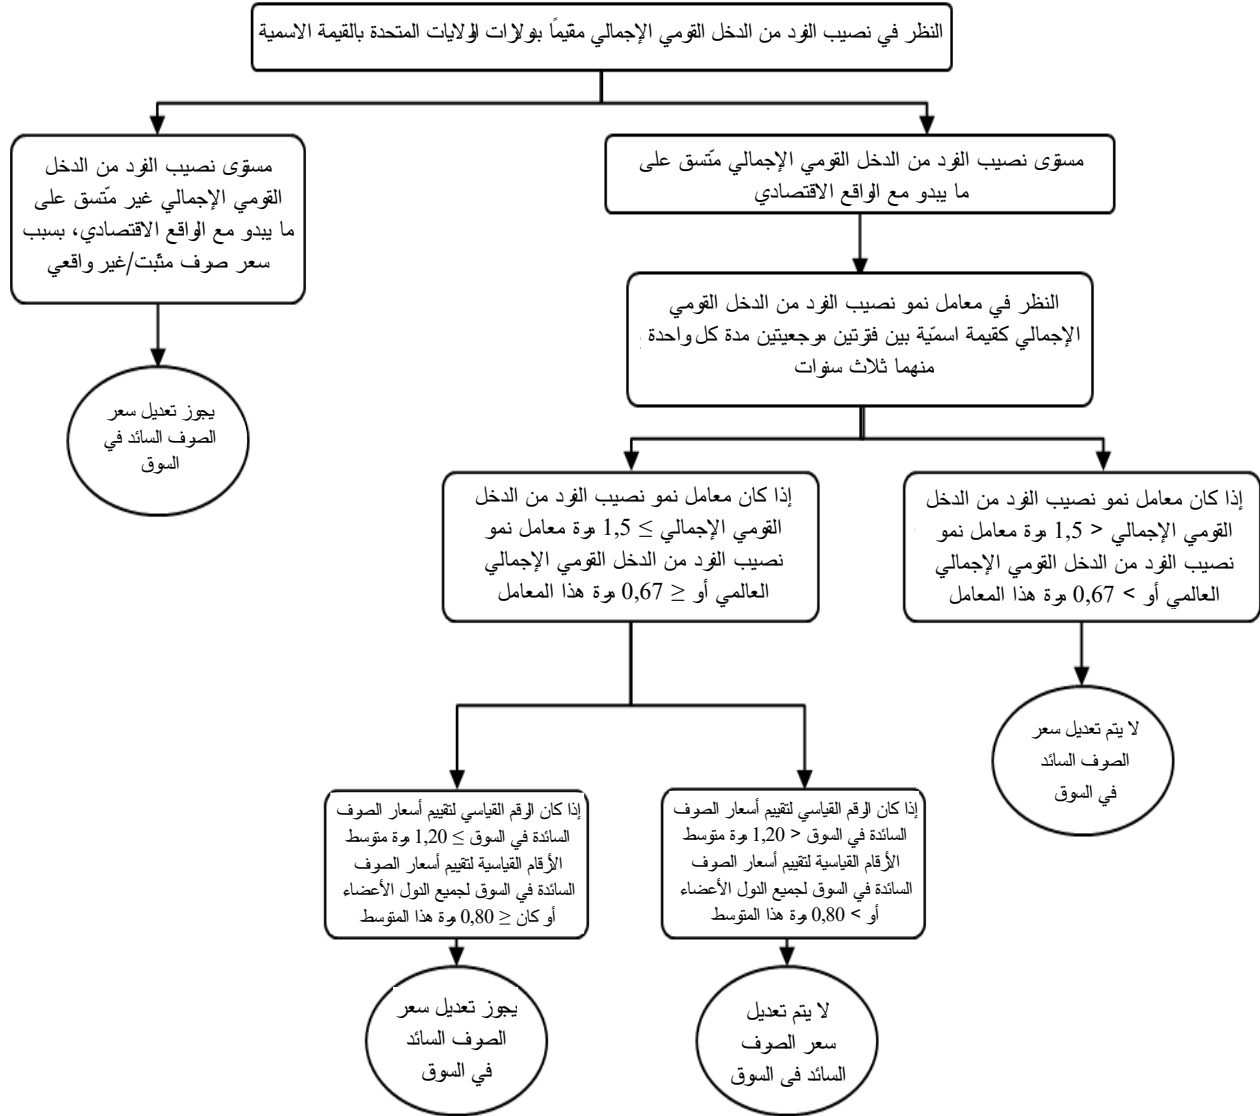 النظر في نصيب الفرد من الدخل القومي الإجمالي مقيماً بدولارات الولايات المتحدة بالقيمة الاسمية
مستوى نصيب الفرد من الدخل القومي الإجمالي متّسق على
ما يبدو مع الواقع الاقتصادي
مستوى نصيب الفرد من الدخل
القومي الإجمالي غير متّسق على
ما يبدو مع الواقع الاقتصادي، بسبب
سعر صرف مثبت/غير واقعي
النظر في معامل نمو نصيب الفرد من الدخل القومي
الإجمالي كقيمة اسمّية بين فترتين مرجعيتين مدة كل واحدة
منهما ثلاث سنوات
يجوز تعديل سعر
الصرف السائد في
السوق
إذا كان معامل نمو نصيب الفرد من الدخل
القومي الإجمالي < 1,5 مرة معامل نمو
نصيب الفرد من الدخل القومي الإجمالي
العالمي أو > 0,67 مرة هذا المعامل
إذا كان معامل نمو نصيب الفرد من الدخل
القومي الإجمالي ≤ 1,5 مرة معامل نمو
نصيب الفرد من الدخل القومي الإجمالي
العالمي أو ≥ 0,67 مرة هذا المعامل
لا يتم تعديل سعر
الصرف السائد
في السوق
إذا كان الرقم القياسي لتقييم أسعار الصرف
السائدة في السوق < 1,20 مرة متوسط
الأرقام القياسية لتقييم أسعار الصرف
السائدة في السوق لجميع الدول الأعضاء
أو > 0,80 مرة هذا المتوسط
إذا كان الرقم القياسي لتقييم أسعار الصرف
السائدة في السوق ≤ 1,20 مرة متوسط
الأرقام القياسية لتقييم أسعار الصرف
السائدة في السوق لجميع الدول الأعضاء
أو كان ≥ 0,80 مرة هذا المتوسط
لا يتم تعديل
سعر الصرف
السائد في السوق
يجوز تعديل سعر
الصرف السائد
في السوق